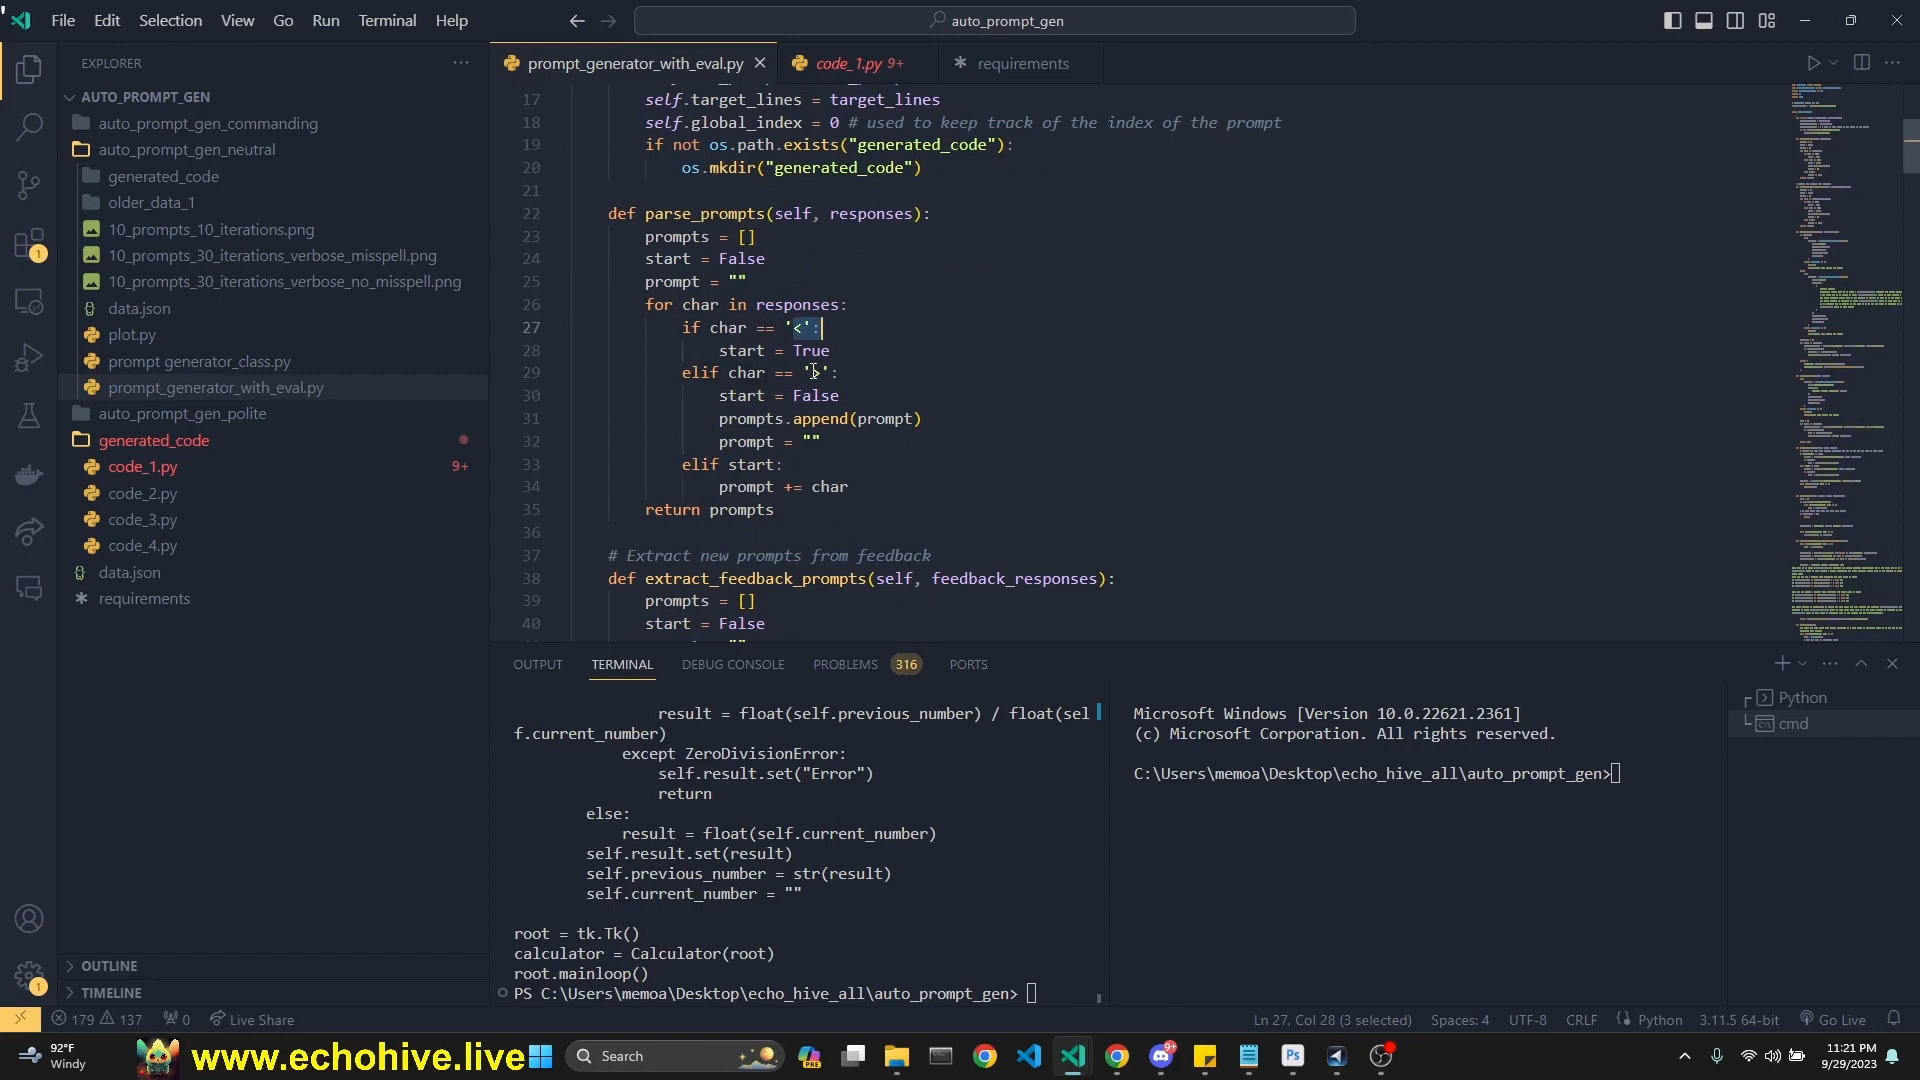 File Edit Selection View Go Run Terminal Help
auto_prompt_gen
EXPLORER
AUTO_PROMPT_GEN
auto_prompt_gen_commanding
auto_prompt_gen_neutral
generated_code
older_data_1
10_prompts_10_iterations.png
10_prompts_30_iterations_verbose_misspell.png
10_prompts_30_iterations_verbose_no_misspell.png
data.json
plot.py
prompt generator_class.py
prompt_generator_with_eval.py
auto_prompt_gen_polite
generated_code
code_1.py 9+
code_2.py
code_3.py
code_4.py
data.json
requirements
OUTLINE
TIMELINE
1
1
prompt_generator_with_eval.py
code_1.py 9+
requirements
17 self.target_lines = target_lines
18 self.global_index = 0 # used to keep track of the index of the prompt
19 if not os.path.exists("generated_code"):
20 os.mkdir("generated_code")
21
22 def parse_prompts(self, responses):
23 prompts = []
24 start = False
25 prompt = ""
26 for char in responses:
27 if char == '<':
28 start = True
29 elif char == '>':
30 start = False
31 prompts.append(prompt)
32 prompt = ""
33 elif start:
34 prompt += char
35 return prompts
36
37 # Extract new prompts from feedback
38 def extract_feedback_prompts(self, feedback_responses):
39 prompts = []
40 start = False
OUTPUT TERMINAL DEBUG CONSOLE PROBLEMS 316 PORTS
result = float(self.previous_number) / float(sel
f.current_number)
except ZeroDivisionError:
self.result.set("Error")
return
else:
result = float(self.current_number)
self.result.set(result)
self.previous_number = str(result)
self.current_number = ""
root = tk.Tk()
calculator = Calculator(root)
root.mainloop()
PS C:\Users\memoa\Desktop\echo_hive_all\auto_prompt_gen>
Microsoft Windows [Version 10.0.22621.2361]
(c) Microsoft Corporation. All rights reserved.
C:\Users\memoa\Desktop\echo_hive_all\auto_prompt_gen>
Python
cmd
179 137 0 Live Share
Ln 27, Col 28 (3 selected) Spaces: 4 UTF-8 CRLF Python 3.11.5 64-bit Go Live
92°F
Windy
www.echohive.live
Search
PRE
9+
Ps
11:21 PM
9/29/2023